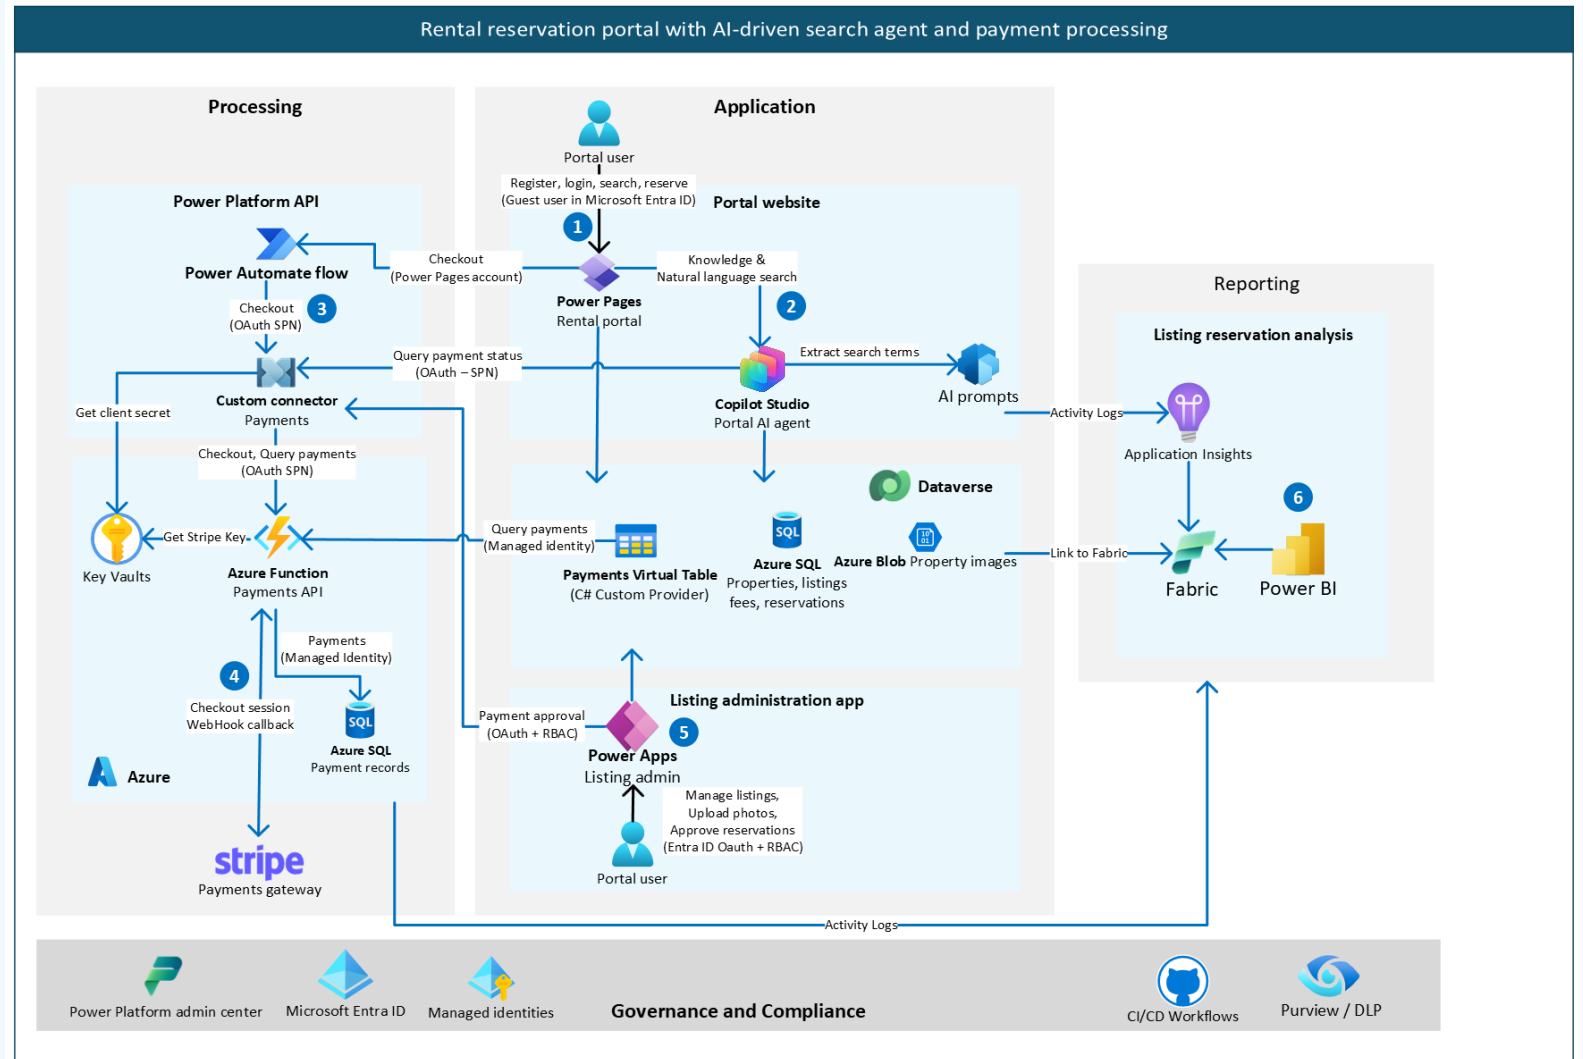 Rental reservation portal with AI-driven search agent and payment processing
Processing
Power Platform API
Power Automate flow
Checkout
(OAuth SPN)
3
Custom connector
Payments
Get client secret
Checkout, Query payments
(OAuth SPN)
Key Vaults
Get Stripe Key
Azure Function
Payments API
Payments
(Managed Identity)
4
Checkout session
WebHook callback
SQL
Azure SQL
Payment records
Azure
stripe
Payments gateway
Checkout
(Power Pages account)
Query payment status
(OAuth – SPN)
Query payments
(Managed identity)
Payment approval
(OAuth + RBAC)
Application
Portal user
Register, login, search, reserve
(Guest user in Microsoft Entra ID)
1
Portal website
Power Pages
Rental portal
Knowledge &
Natural language search
2
Copilot Studio
Portal AI agent
Extract search terms
AI prompts
Dataverse
Payments Virtual Table
(C# Custom Provider)
SQL
Azure SQL
Properties, listings
fees, reservations
10
01
Azure Blob Property images
Listing administration app
5
Power Apps
Listing admin
Manage listings,
Upload photos,
Approve reservations
(Entra ID Oauth + RBAC)
Portal user
Activity Logs
Link to Fabric
Activity Logs
Reporting
Listing reservation analysis
Application Insights
6
Fabric
Power BI
Power Platform admin center
Microsoft Entra ID
Managed identities
Governance and Compliance
CI/CD Workflows
Purview / DLP